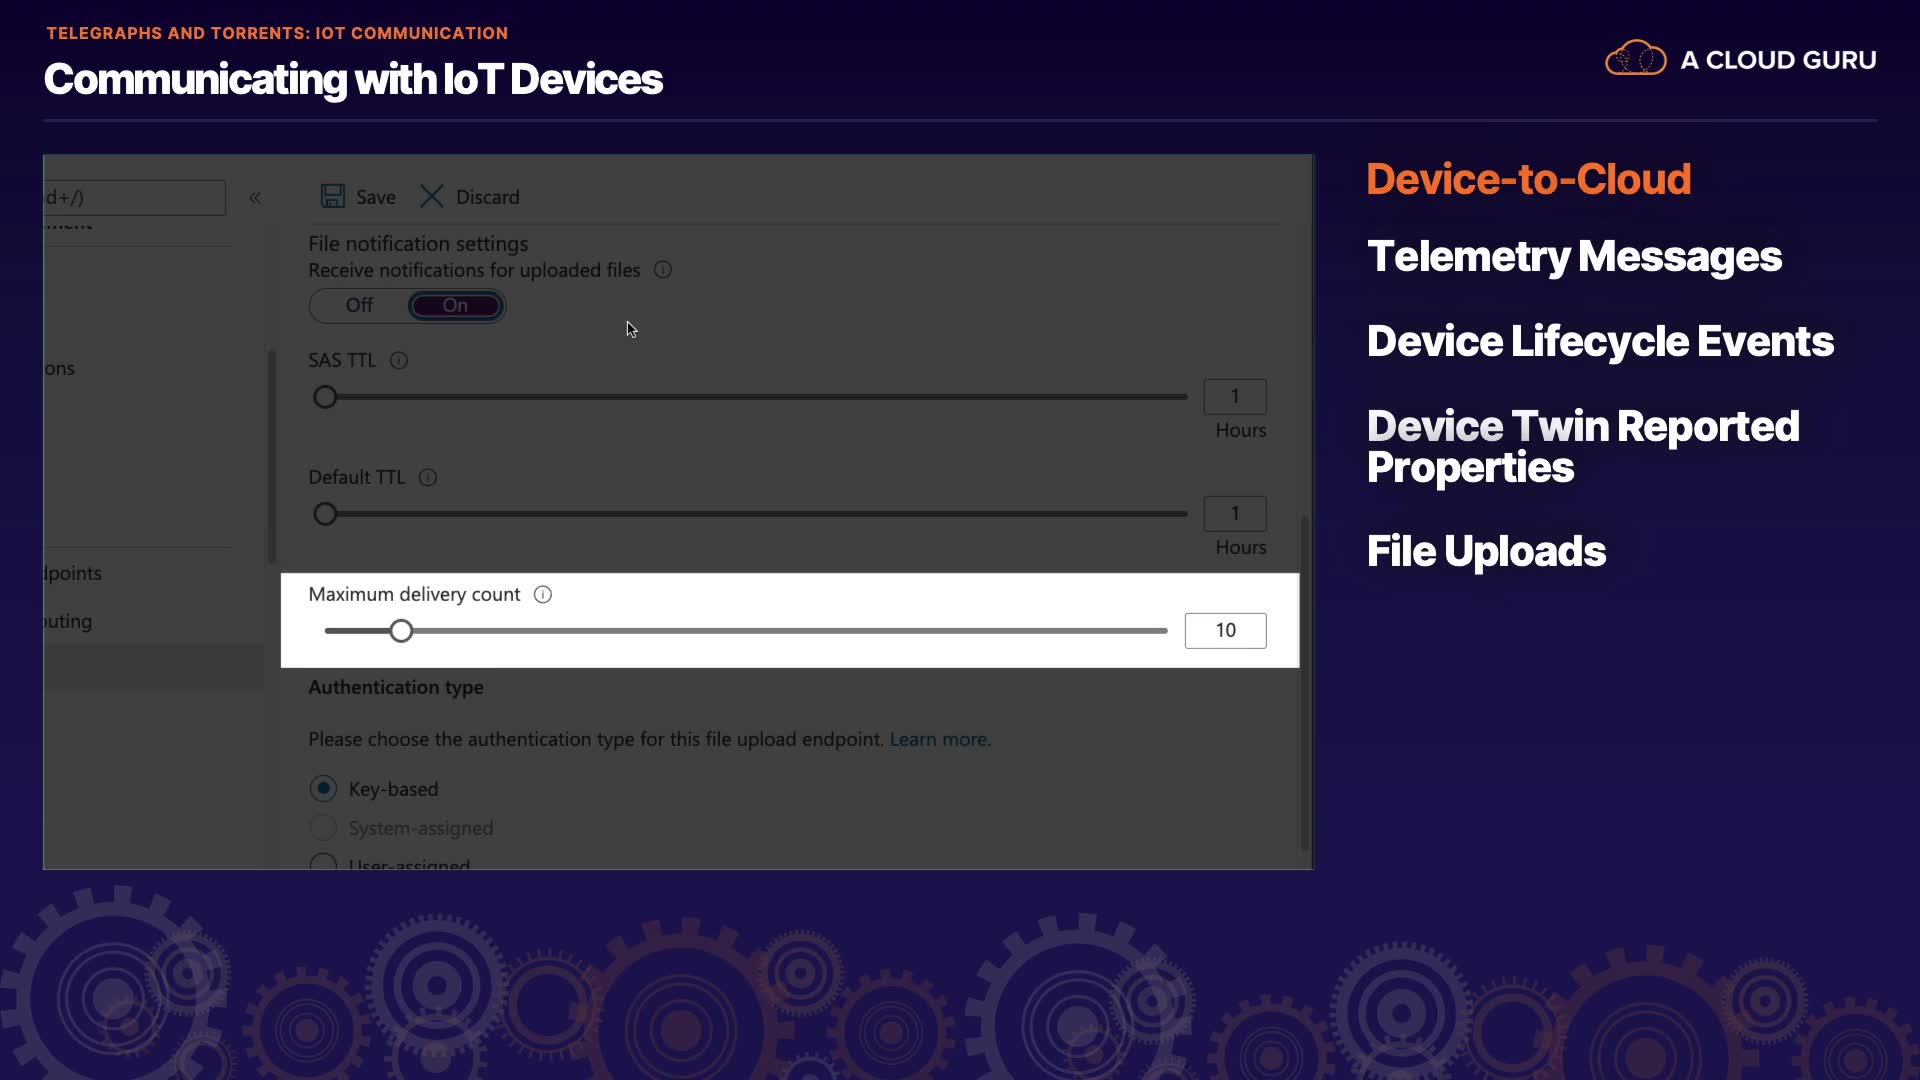 TELEGRAPHS AND TORRENTS: IOT COMMUNICATION
Communicating with IoT Devices
A CLOUD GURU
d+/)
«
Save
Discard
File notification settings
Receive notifications for uploaded files
Off
On
SAS TTL
1
Hours
ons
Default TTL
1
Hours
dpoints
Maximum delivery count
10
outing
Authentication type
Please choose the authentication type for this file upload endpoint. Learn more.
Key-based
System-assigned
User-assigned
Device-to-Cloud
Telemetry Messages
Device Lifecycle Events
Device Twin Reported
Properties
File Uploads